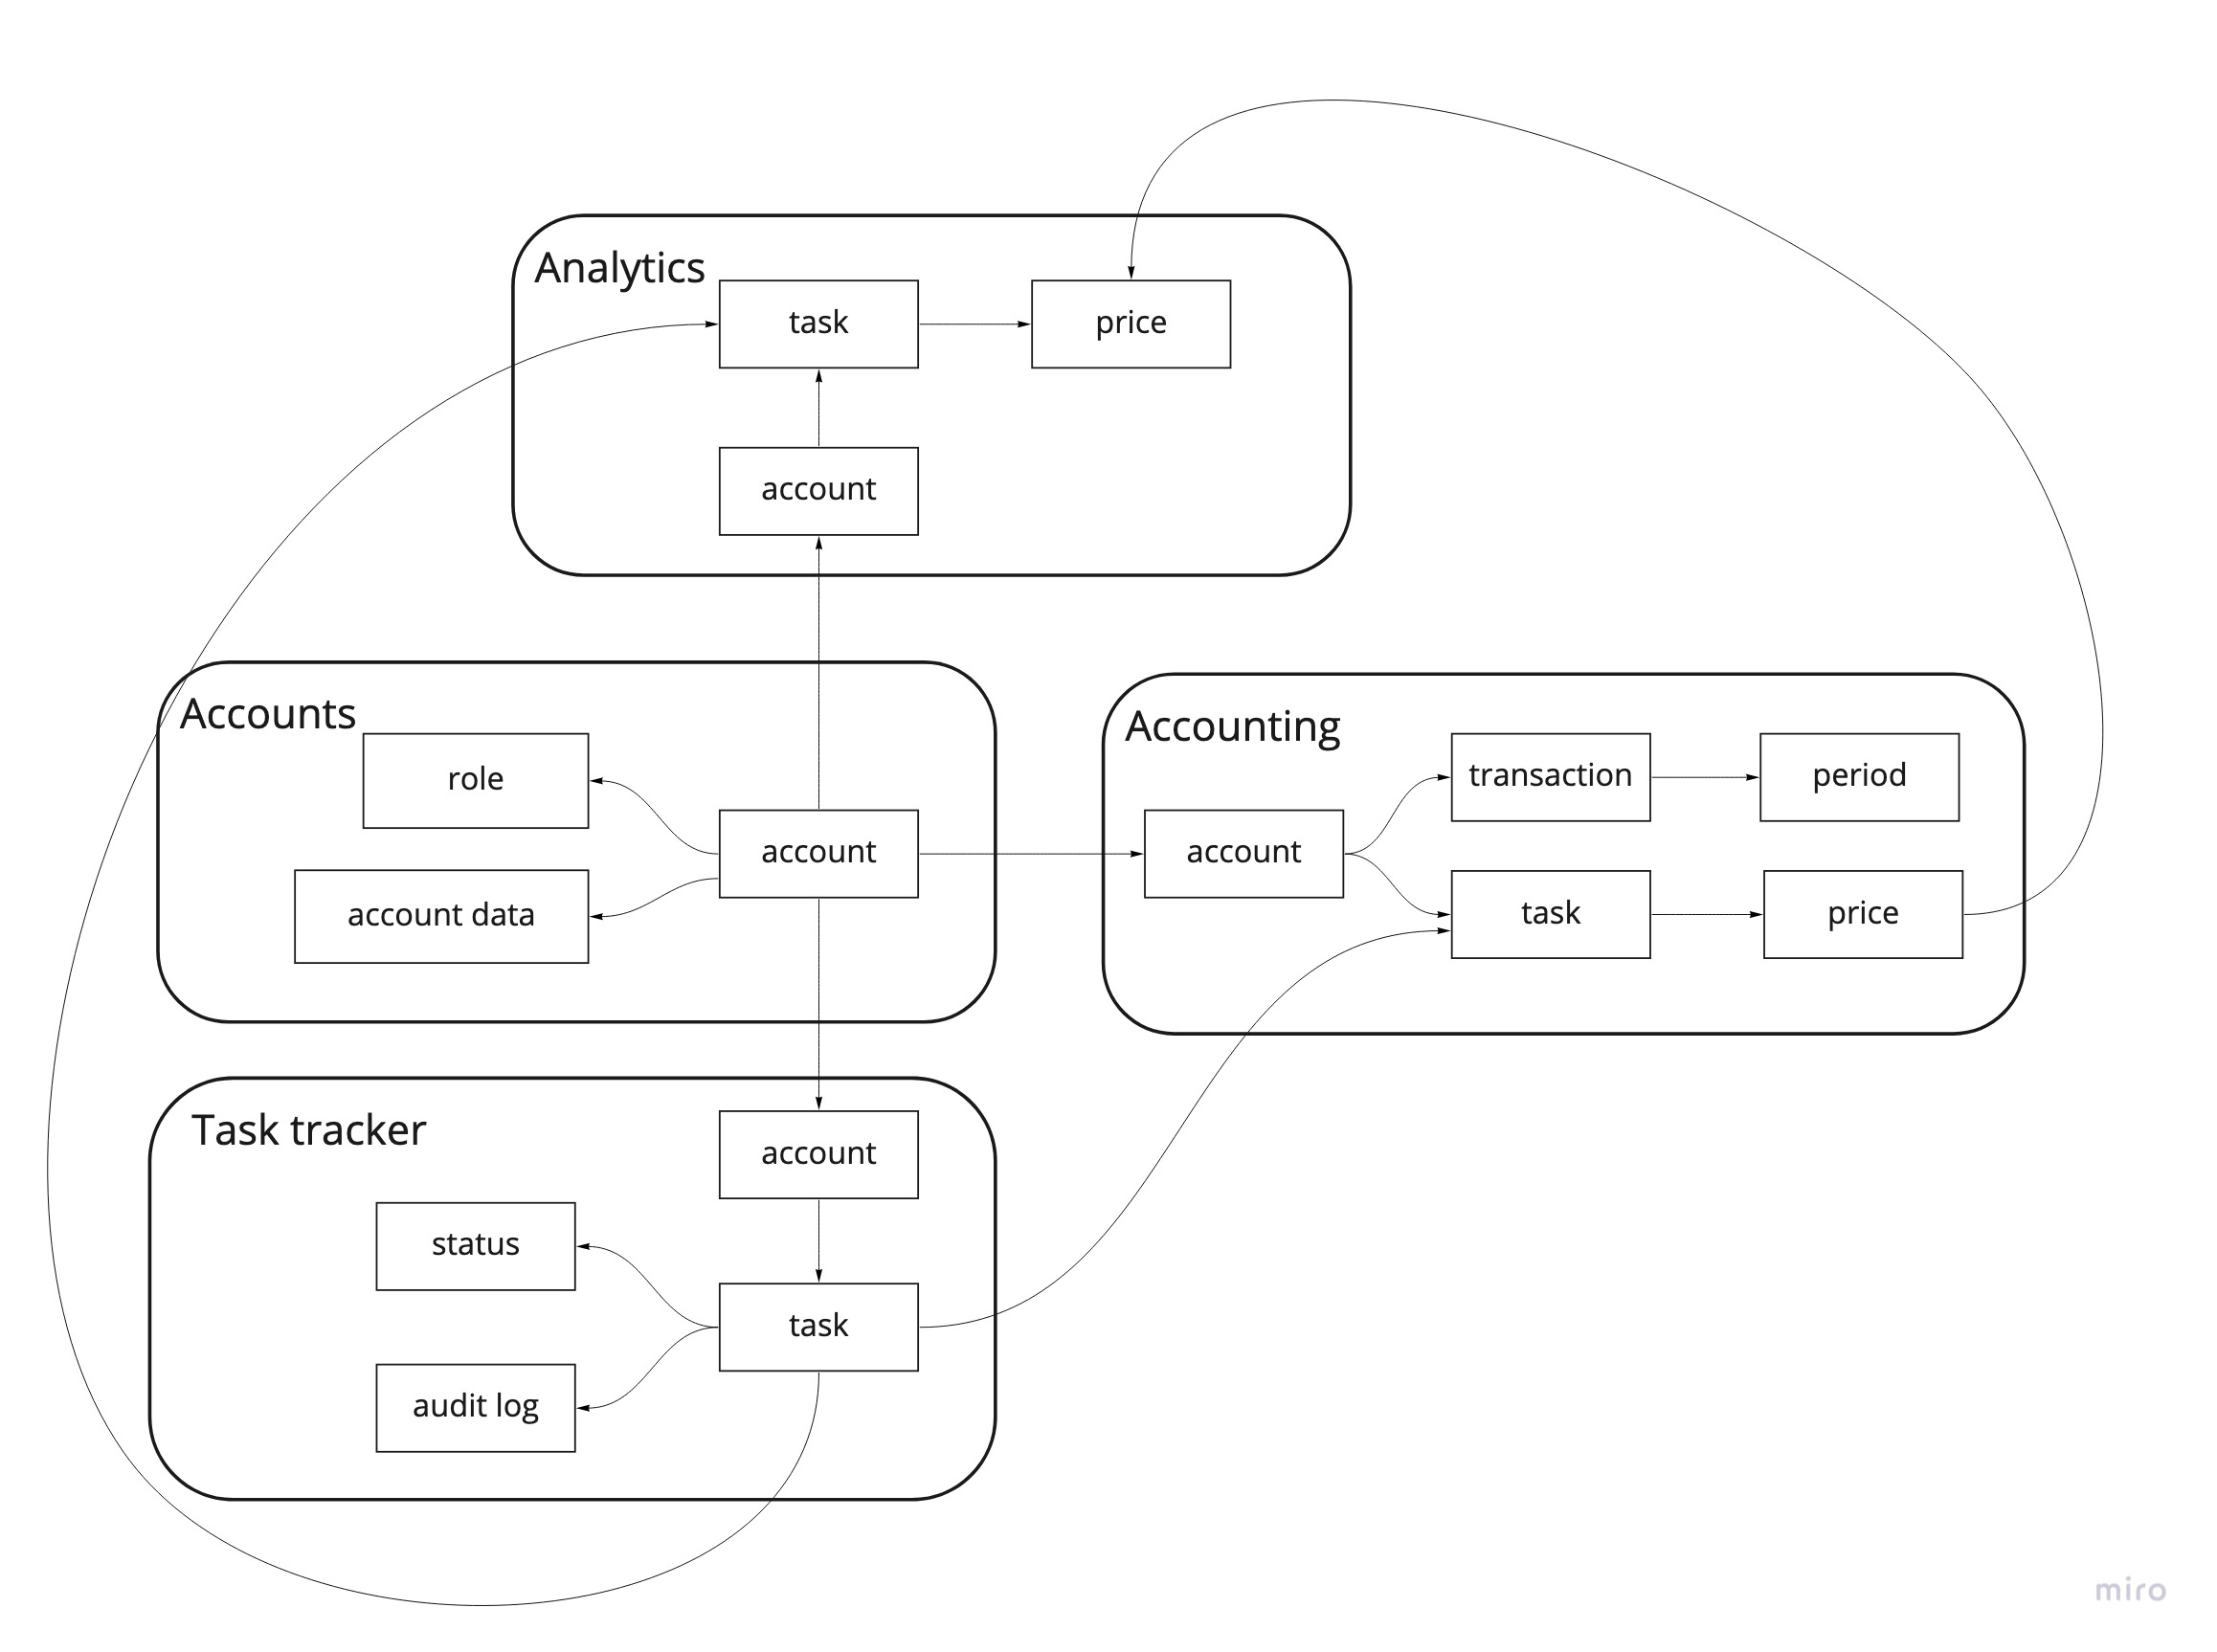 Analytics
task
price
account
Accounts
role
account
account data
Accounting
transaction
period
account
task
price
Task tracker
account
status
task
audit log
miro